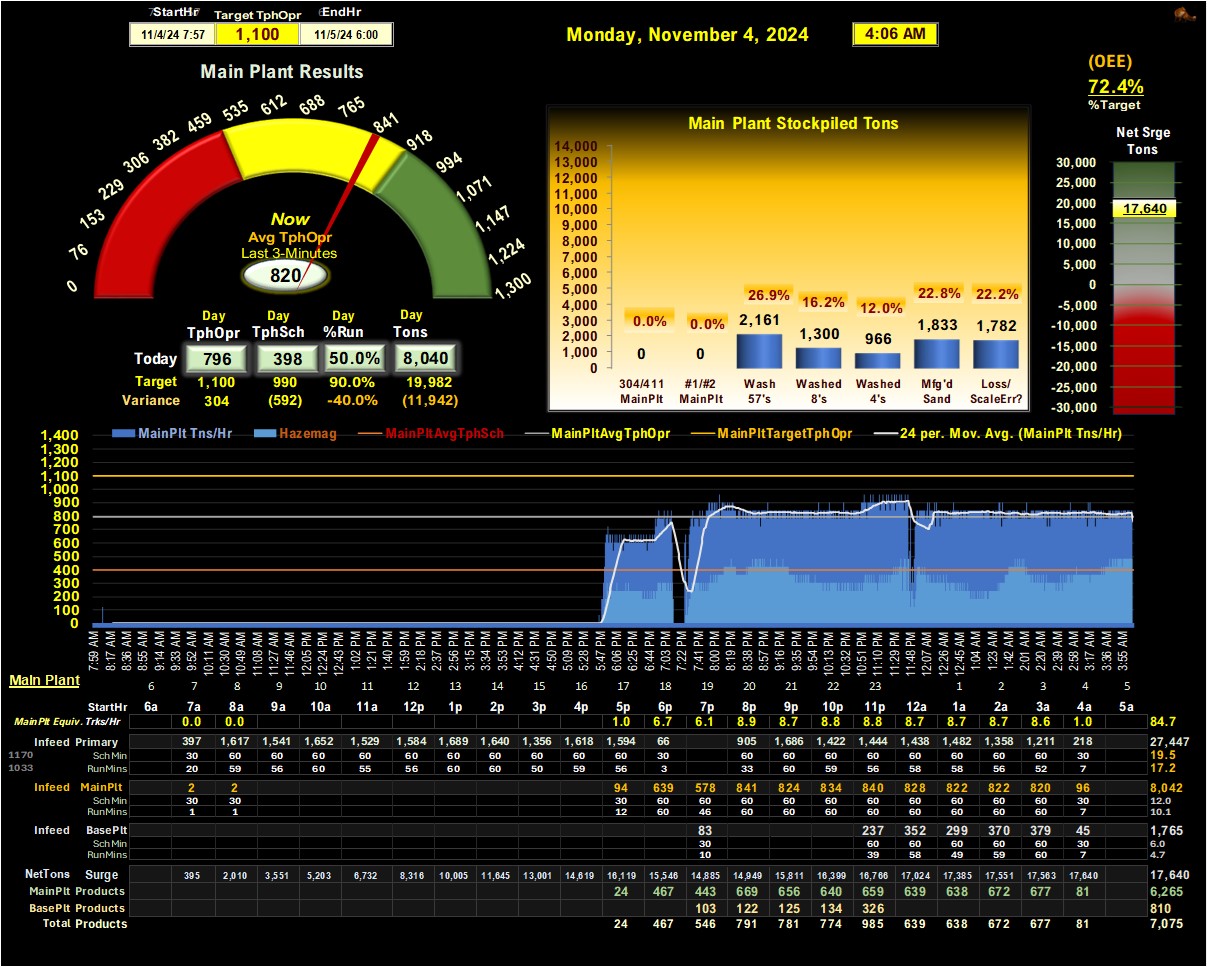 StartHr Target TphOpr EndHr
11/4/24 7:57 1,100 11/5/24 6:00
Monday, November 4, 2024 4:06 AM
(OEE)
72.4%
%Target
Main Plant Results
0 76 153 229 306 382 459 535 612 688 765 841 918 994 1,071 1,147 1,224 1,300
Now
Avg TphOpr
Last 3-Minutes
820
Day Day Day Day
TphOpr TphSch %Run Tons
Today 796 398 50.0% 8,040
Target 1,100 990 90.0% 19,982
Variance 304 (592) -40.0% (11,942)
Main Plant Stockpiled Tons
14,000
13,000
12,000
11,000
10,000
9,000
8,000
7,000
6,000
5,000
4,000
3,000
2,000
1,000
0
0.0% 0.0% 26.9% 16.2% 12.0% 22.8% 22.2%
0 0 2,161 1,300 966 1,833 1,782
304/411 #1/#2 Wash Washed Washed Mfg'd Loss/
MainPlt MainPlt 57's 8's 4's Sand ScaleErr?
Net Srge
Tons
30,000
25,000
20,000
17,640
15,000
10,000
5,000
0
-5,000
-10,000
-15,000
-20,000
-25,000
-30,000
MainPlt Tns/Hr Hazemag MainPltAvgTphSch MainPltAvgTphOpr MainPltTargetTphOpr 24 per. Mov. Avg. (MainPlt Tns/Hr)
1,400
1,300
1,200
1,100
1,000
900
800
700
600
500
400
300
200
100
0
7:59 AM 8:17 AM 8:36 AM 8:55 AM 9:14 AM 9:33 AM 9:52 AM 10:11 AM 10:30 AM 10:49 AM 11:08 AM 11:27 AM 11:46 AM 12:05 PM 12:24 PM 12:43 PM 1:02 PM 1:21 PM 1:40 PM 1:59 PM 2:18 PM 2:37 PM 2:56 PM 3:15 PM 3:34 PM 3:53 PM 4:12 PM 4:31 PM 4:50 PM 5:09 PM 5:28 PM 5:47 PM 6:06 PM 6:25 PM 6:44 PM 7:03 PM 7:22 PM 7:41 PM 8:00 PM 8:19 PM 8:38 PM 8:57 PM 9:16 PM 9:35 PM 9:54 PM 10:13 PM 10:32 PM 10:51 PM 11:10 PM 11:29 PM 11:48 PM 12:07 AM 12:26 AM 12:45 AM 1:04 AM 1:23 AM 1:42 AM 2:01 AM 2:20 AM 2:39 AM 2:58 AM 3:17 AM 3:36 AM 3:55 AM
Main Plant
6 7 8 9 10 11 12 13 14 15 16 17 18 19 20 21 22 23 1 2 3 4 5
StartHr 6a 7a 8a 9a 10a 11a 12p 1p 2p 3p 4p 5p 6p 7p 8p 9p 10p 11p 12a 1a 2a 3a 4a 5a
MainPlt Equiv. Trks/Hr 0.0 0.0 1.0 6.7 6.1 8.9 8.7 8.8 8.8 8.7 8.7 8.7 8.6 1.0 84.7
Infeed Primary 397 1,617 1,541 1,652 1,529 1,584 1,689 1,640 1,356 1,618 1,594 66 905 1,686 1,422 1,444 1,438 1,482 1,358 1,211 218 27,447
1170 Sch Min 30 60 60 60 60 60 60 60 60 60 60 30 60 60 60 60 60 60 60 60 30 19.5
1033 RunMins 20 59 56 60 55 56 60 60 50 59 56 3 33 60 59 56 58 58 56 52 7 17.2
Infeed MainPlt 2 2 94 639 578 841 824 834 840 828 822 822 820 96 8,042
Sch Min 30 30 30 60 60 60 60 60 60 60 60 60 60 30 12.0
RunMins 1 1 12 60 46 60 60 60 60 60 60 60 60 7 10.1
Infeed BasePlt 83 237 352 299 370 379 45 1,765
Sch Min 30 60 60 60 60 60 30 6.0
RunMins 10 39 58 49 59 60 7 4.7
NetTons Surge 395 2,010 3,551 5,203 6,732 8,316 10,005 11,645 13,001 14,619 16,119 15,546 14,885 14,949 15,811 16,399 16,766 17,024 17,385 17,551 17,563 17,640 17,640
MainPlt Products 24 467 443 669 656 640 659 639 638 672 677 81 6,265
BasePlt Products 103 122 125 134 326 810
Total Products 24 467 546 791 781 774 985 639 638 672 677 81 7,075